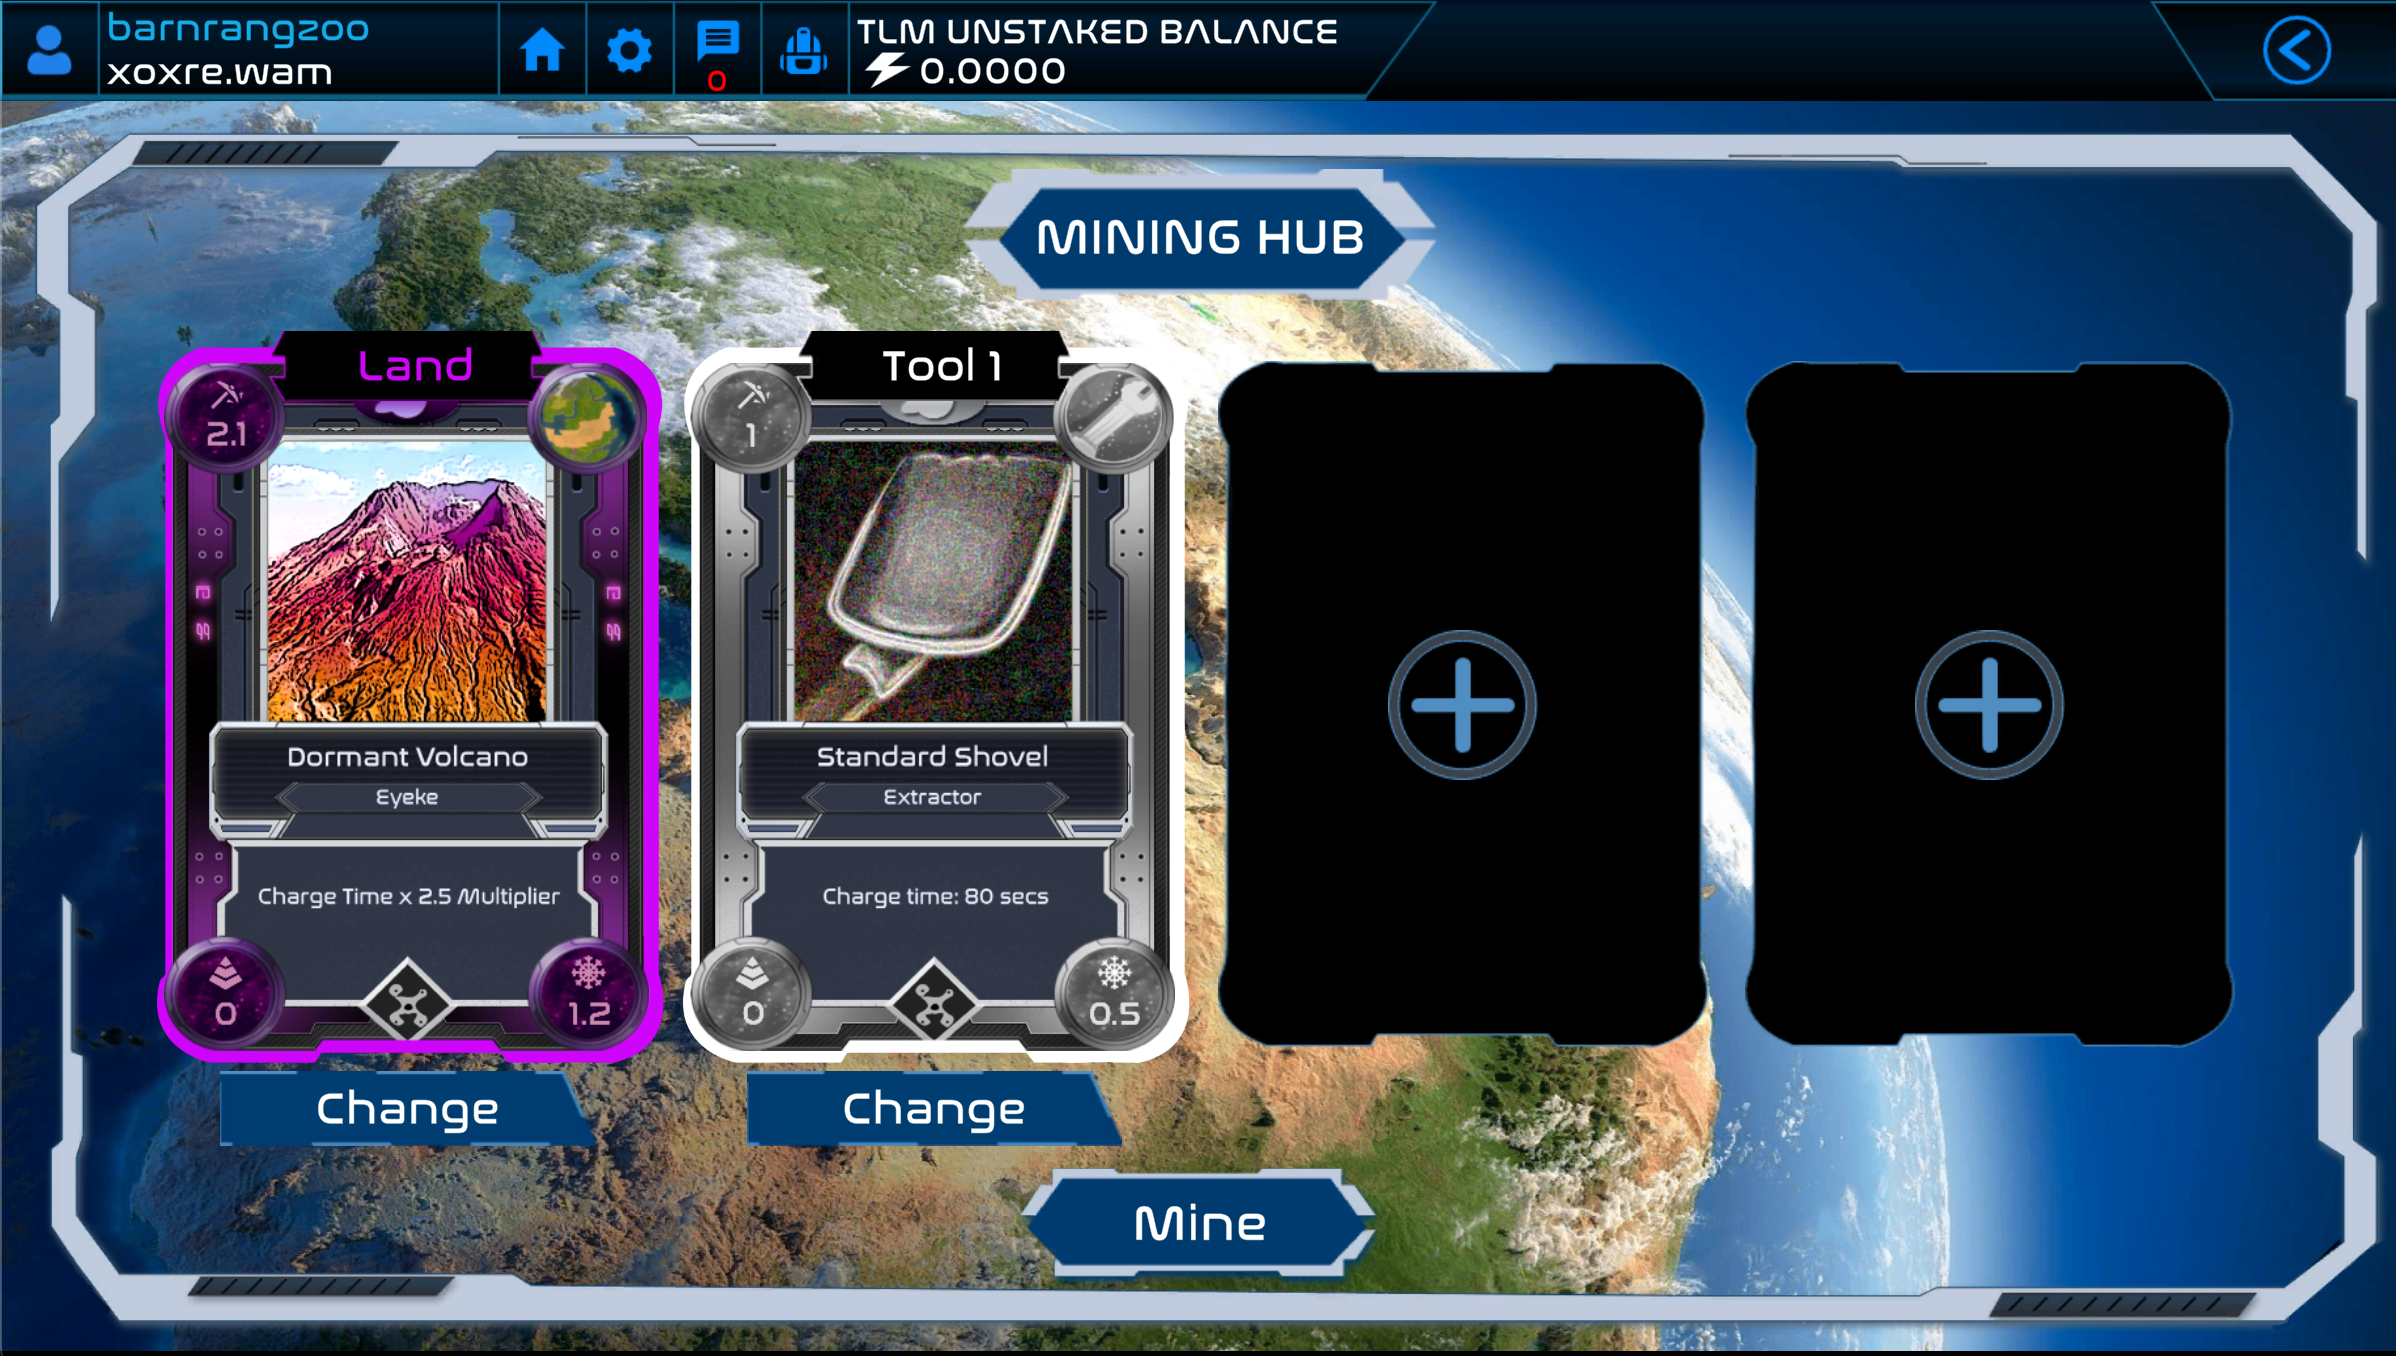 barnrangzoo
xoxre.wam
0
TLM UNSTAKED BALANCE
0.0000
MINING HUB
Land
2.1
Dormant Volcano
Eyeke
Charge Time x 2.5 Multiplier
0
1.2
Change
Tool 1
1
Standard Shovel
Extractor
Charge time: 80 secs
0
0.5
Change
Mine